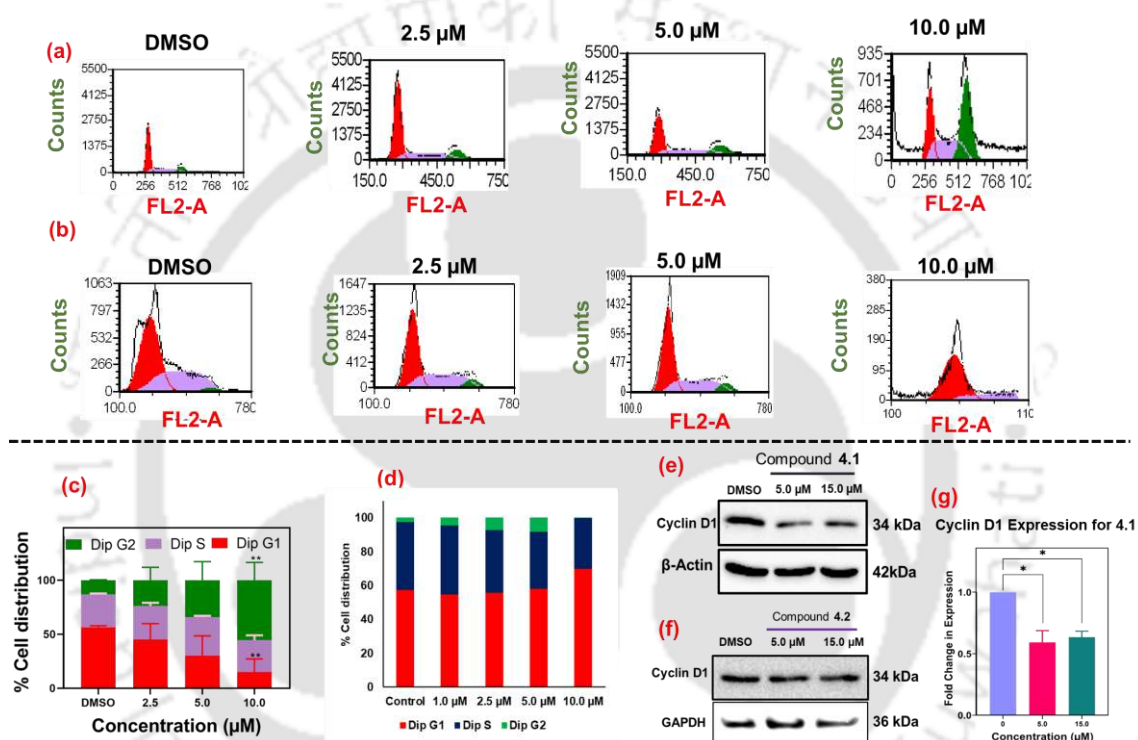 (a)
DMSO
2.5 µM
5.0 µM
10.0 µM
Counts
5500
4125
2750
1375
0
0 256 512 768 102
FL2-A
Counts
5500
4125
2750
1375
0
150.0 450.0 750
FL2-A
Counts
5500
4125
2750
1375
0
150.0 450.0 750
FL2-A
Counts
935
701
468
234
0
0 256 512 768 102
FL2-A
(b)
DMSO
2.5 µM
5.0 µM
10.0 µM
Counts
1063
797
532
2666
0
100.0 780
FL2-A
Counts
1647
1235
824
412
0
100.0 780
FL2-A
Counts
1909
1432
955
477
0
100.0 780
FL2-A
Counts
380
285
190
95
0
100 110
FL2-A
(c)
Dip G2 Dip S Dip G1
% Cell distribution
100
50
0
**
**
DMSO 2.5 5.0 10.0
Concentration (µM)
(d)
% Cell distribution
100
80
60
40
20
0
Control 1.0 µM 2.5 µM 5.0 µM 10.0 µM
Dip G1 Dip S Dip G2
(e)
Compound 4.1
DMSO 5.0 µM 15.0 µM
Cyclin D1 34 kDa
β-Actin 42kDa
(f)
Compound 4.2
DMSO 5.0 µM 15.0 µM
Cyclin D1 34 kDa
GAPDH 36 kDa
(g)
Cyclin D1 Expression for 4.1
Fold Change in Expression
1.0
0.5
0.0
*
*
0 5.0 15.0
Concentration (µM)